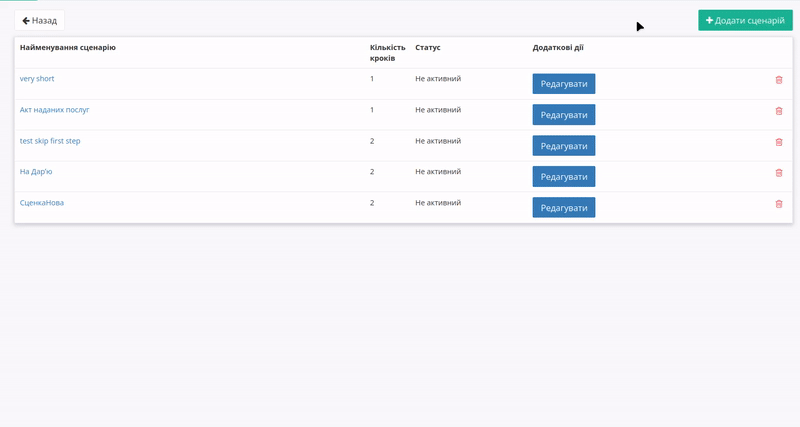 Назад
Додати сценарій
Найменування сценарію Кількість кроків Статус Додаткові дії
very short 1 Не активний Редагувати
Акт наданих послуг 1 Не активний Редагувати
test skip first step 2 Не активний Редагувати
На Дар'ю 2 Не активний Редагувати
СценкаНова 2 Не активний Редагувати